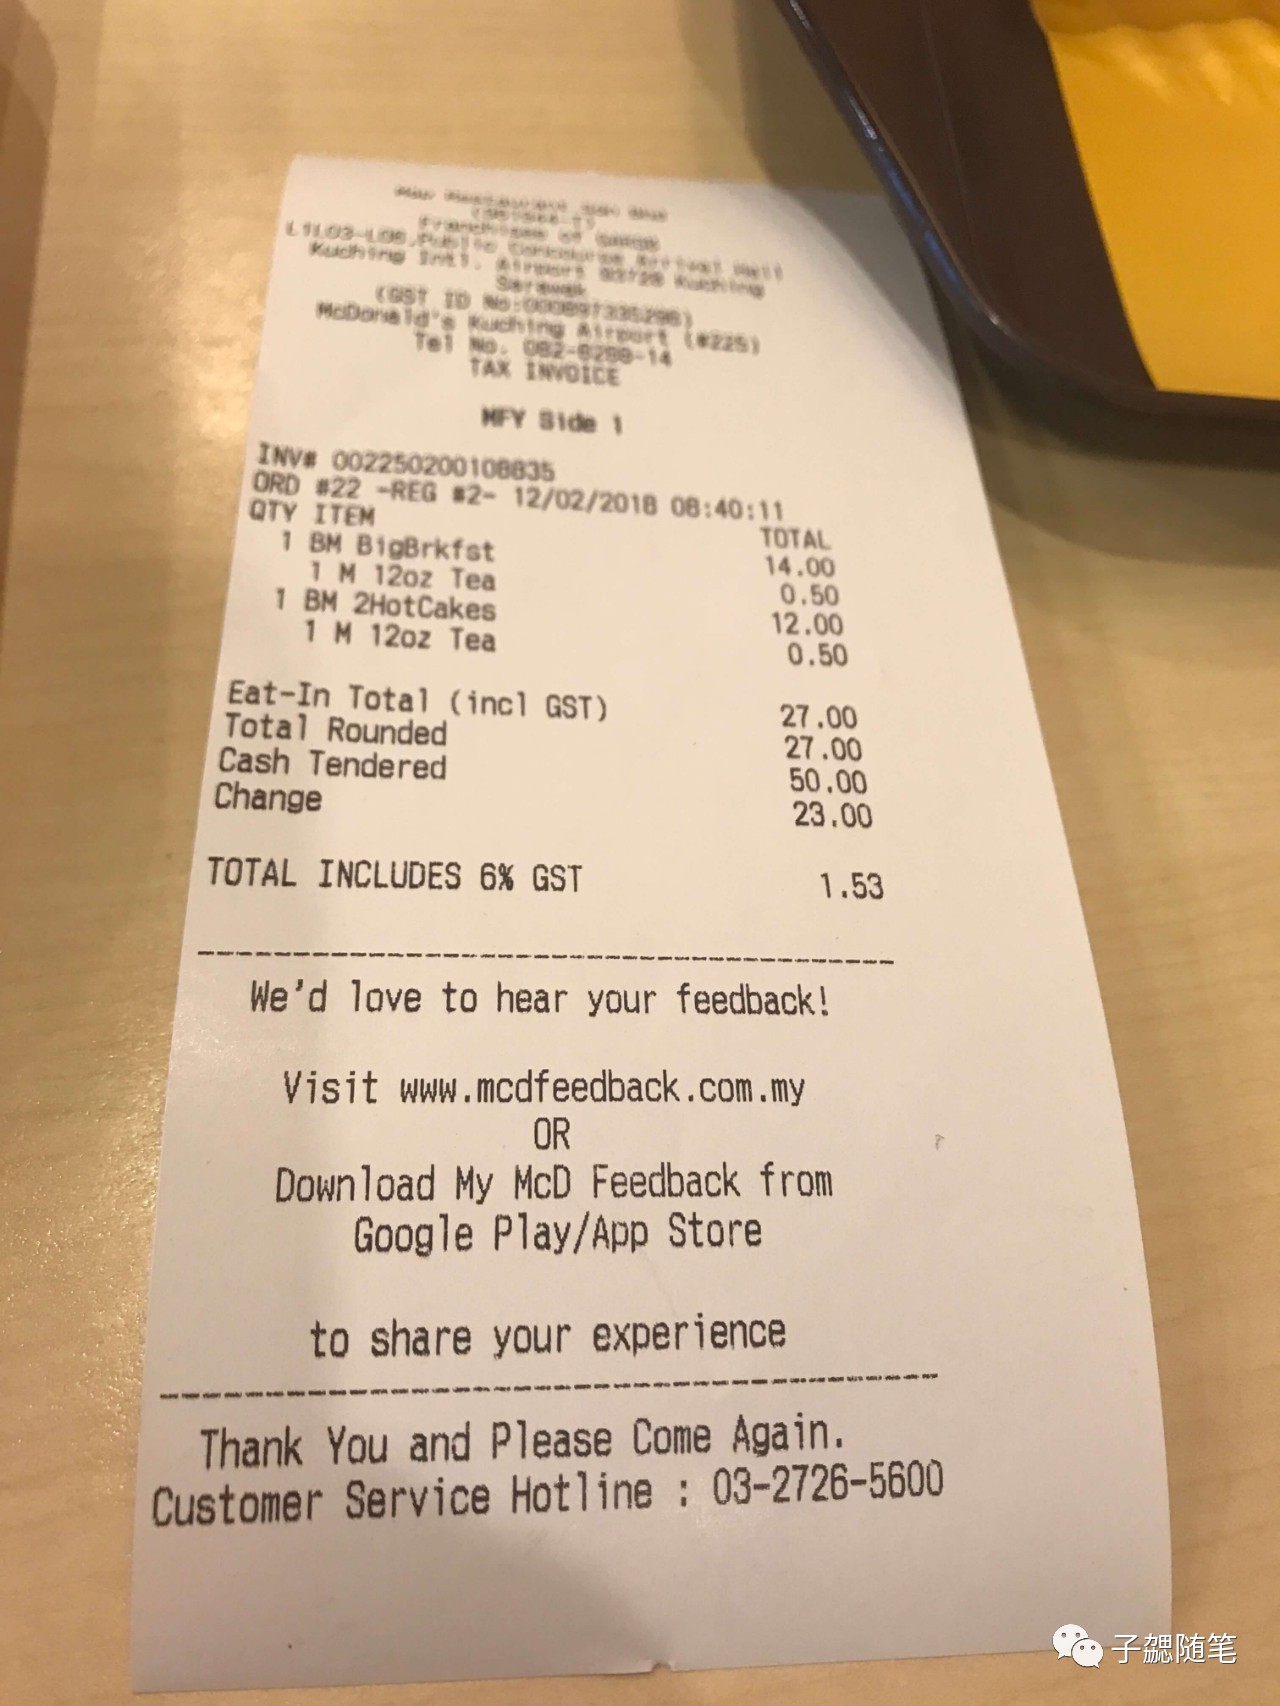 Franchisee of
L1L03-L06,Public Concourse Arrival Hall
Kuching Intl. Airport 93728 Kuching
Sarawak
(GST ID No:000897335296)
McDonald's Kuching Airport (#225)
Tel No. 082-6288-14
TAX INVOICE
MFY Side 1
INV# 002250200108835
ORD #22 -REG #2- 12/02/2018 08:40:11
QTY ITEM TOTAL
1 BM BigBrkfst 14.00
1 M 12oz Tea 0.50
1 BM 2HotCakes 12.00
1 M 12oz Tea 0.50
Eat-In Total (incl GST) 27.00
Total Rounded 27.00
Cash Tendered 50.00
Change 23.00
TOTAL INCLUDES 6% GST 1.53
We'd love to hear your feedback!
Visit www.mcdfeedback.com.my
OR
Download My McD Feedback from
Google Play/App Store
to share your experience
Thank You and Please Come Again.
Customer Service Hotline : 03-2726-5600
子勰随笔